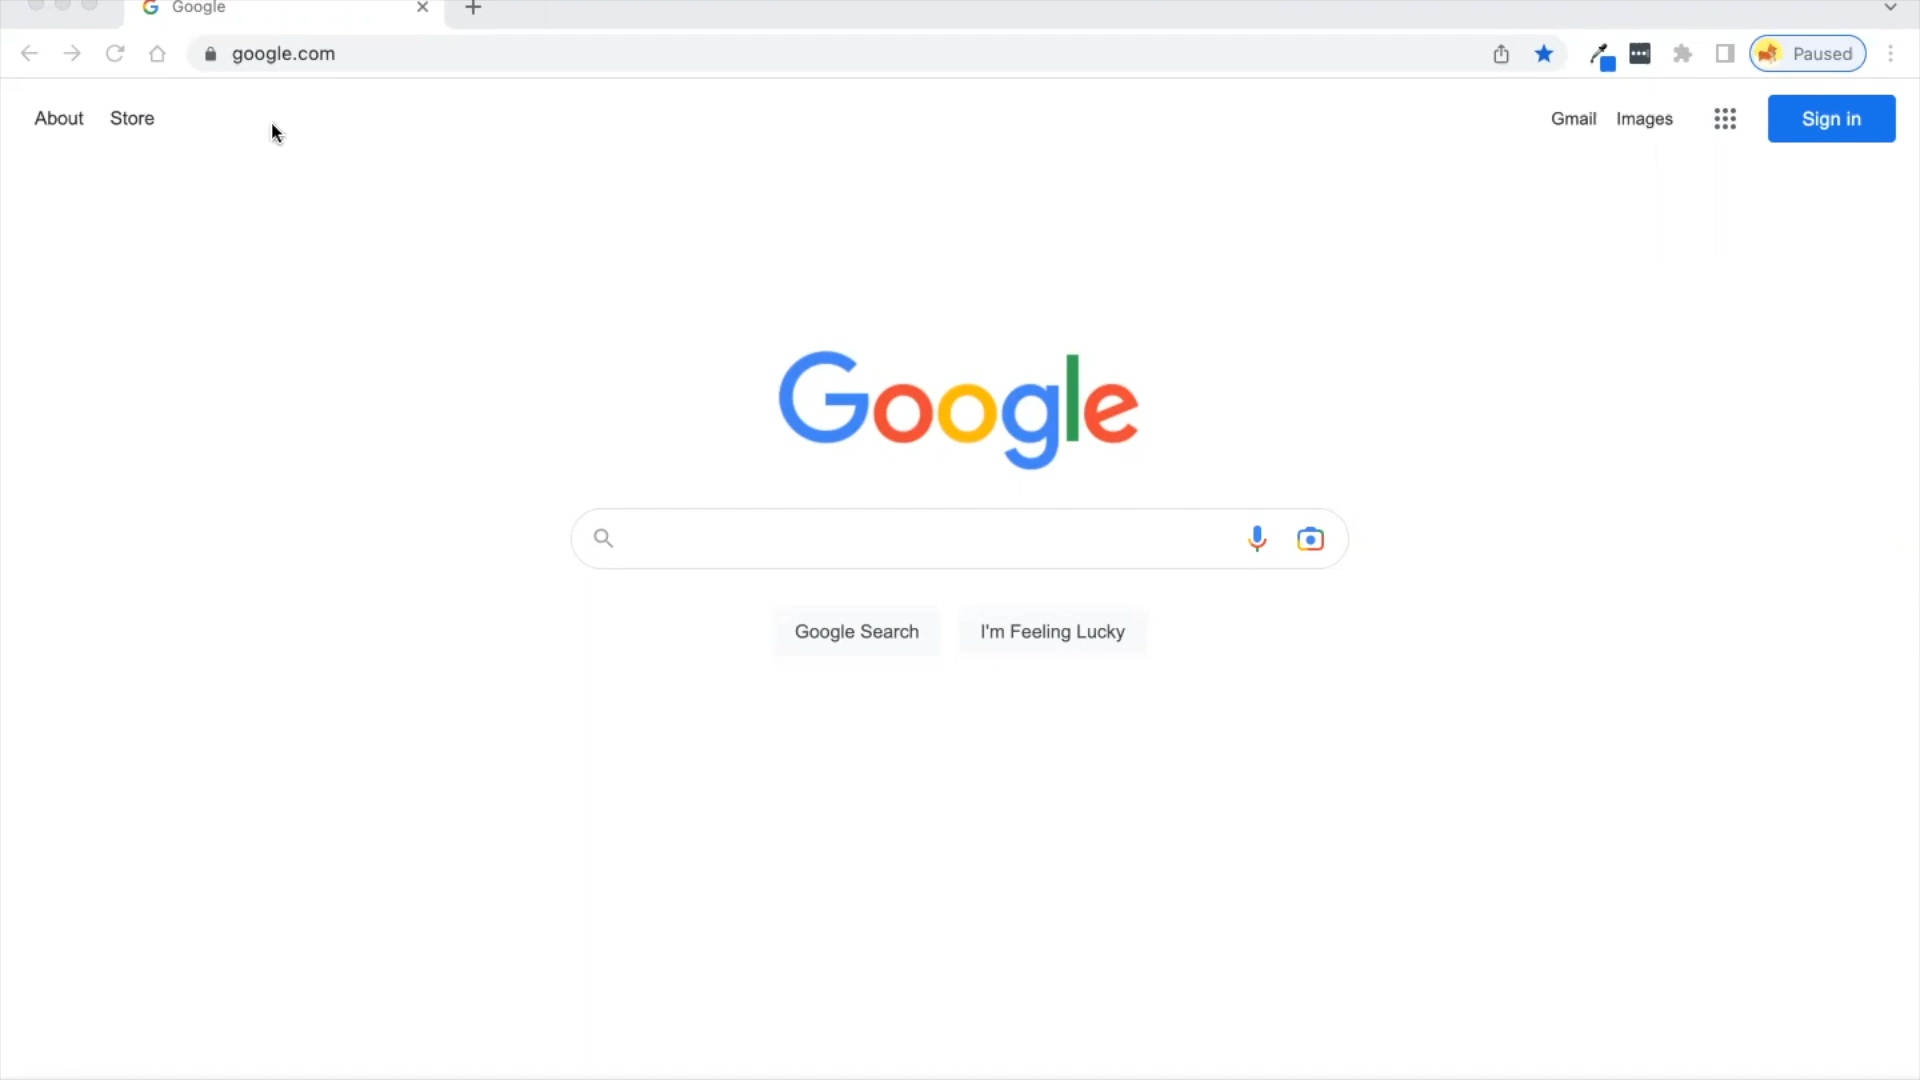 Google
google.com
Paused
About Store
Gmail Images
Sign in
Google
Google Search
I'm Feeling Lucky